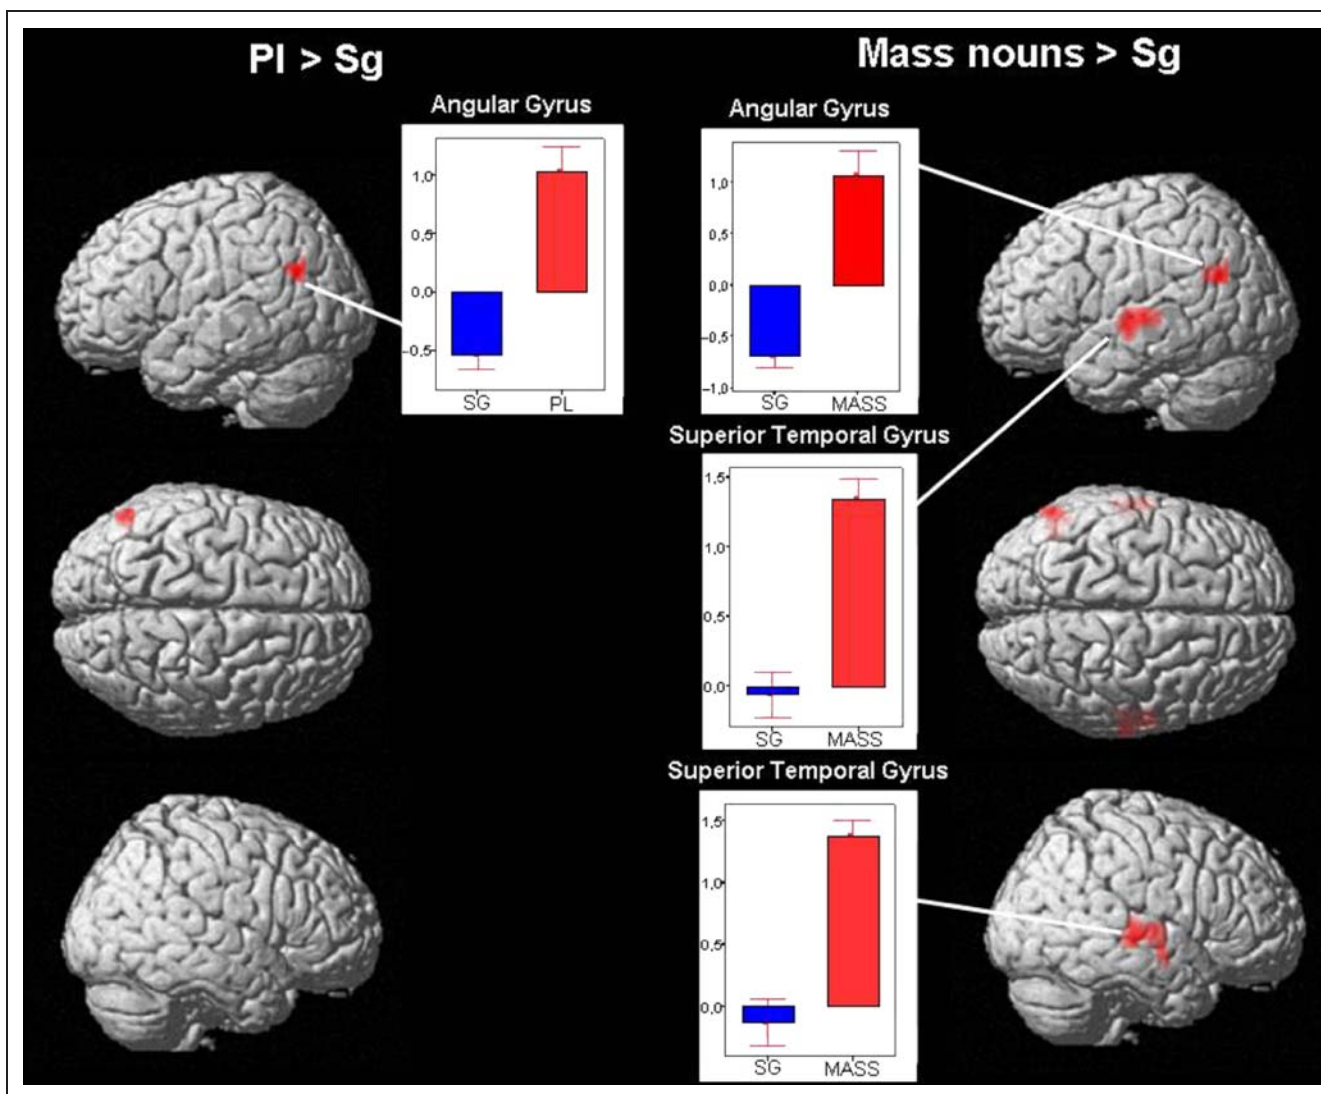 Pl > Sg
Mass nouns > Sg
Angular Gyrus
1,0
0,5
0,0
-0,5
SG PL
Angular Gyrus
1,0
0,5
0,0
-0,5
-1,0
SG MASS
Superior Temporal Gyrus
1,5
1,0
0,5
0,0
SG MASS
Superior Temporal Gyrus
1,5
1,0
0,5
0,0
SG MASS